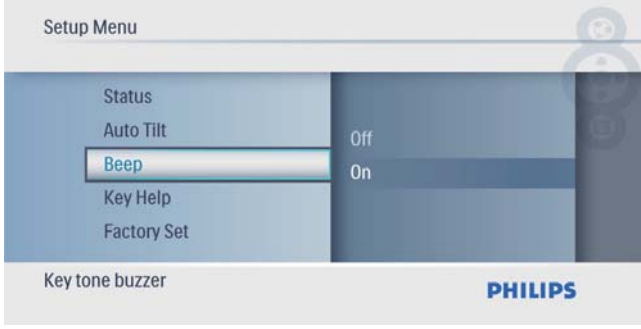 Setup Menu
Status
Auto Tilt
Beep
Key Help
Factory Set
Off
On
Key tone buzzer
PHILIPS